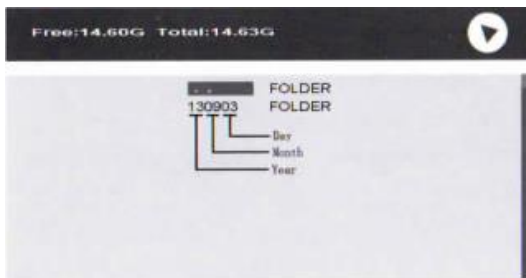 Free:14.60G Total:14.63G
. . FOLDER
130903 FOLDER
Day
Month
Year